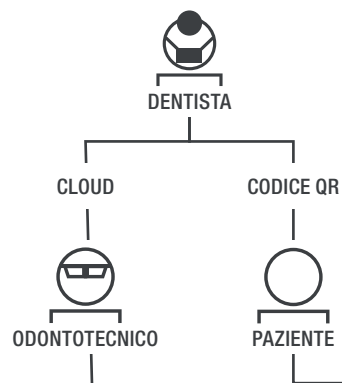 DENTISTA
CLOUD
CODICE QR
ODONTOTECNICO
PAZIENTE